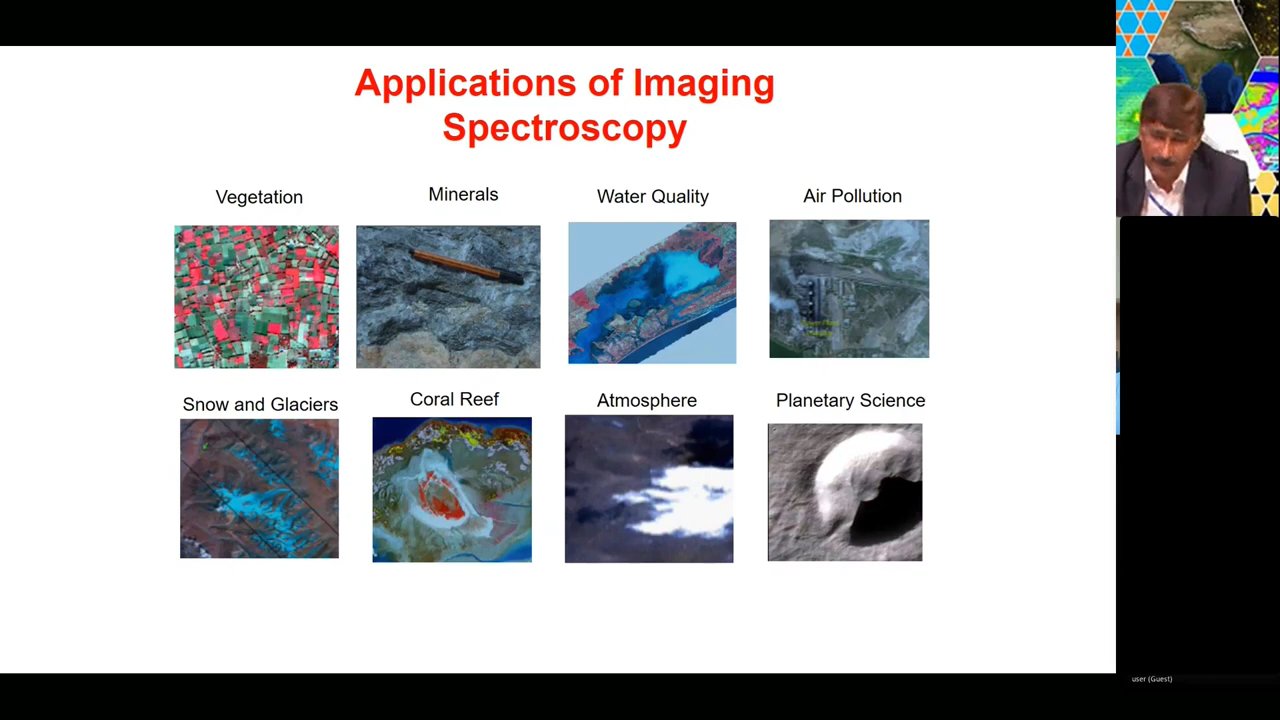 Applications of Imaging
Spectroscopy
Vegetation
Minerals
Water Quality
Air Pollution
Snow and Glaciers
Coral Reef
Atmosphere
Planetary Science
user (Guest)